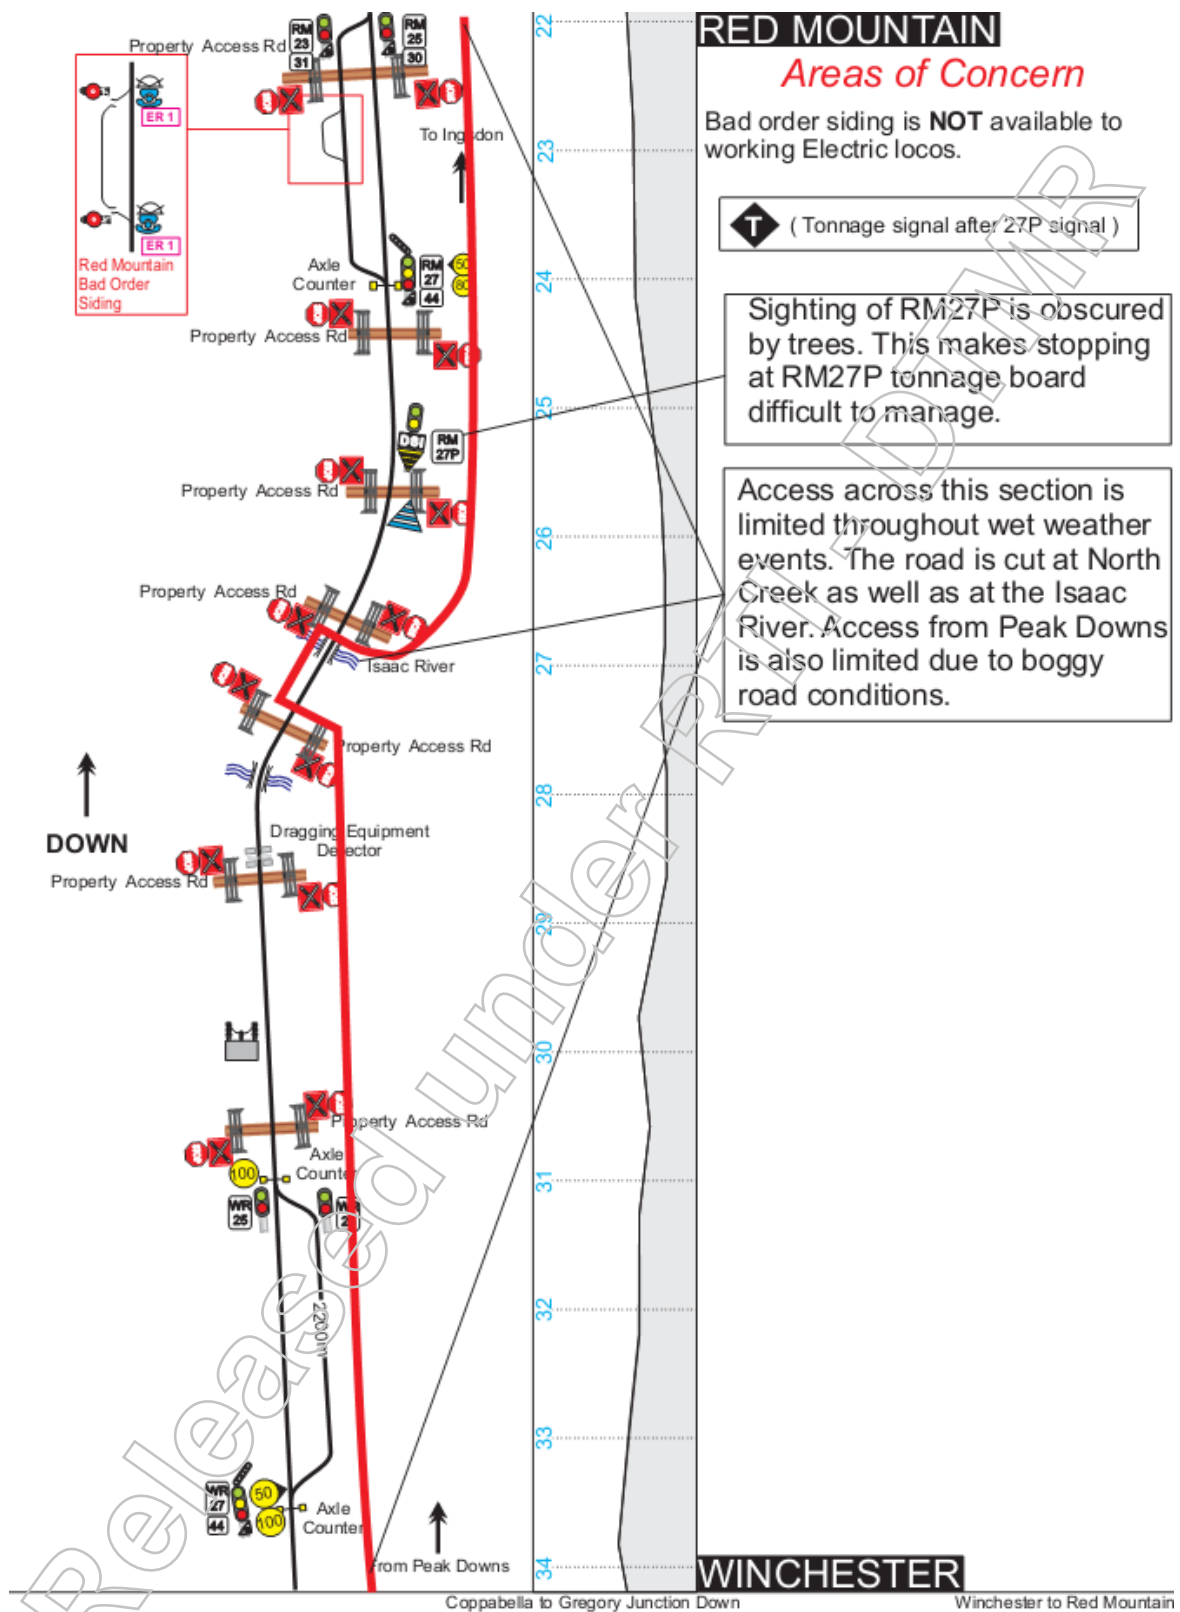 RED MOUNTAIN
Areas of Concern
Bad order siding is NOT available to
working Electric locos.
T ( Tonnage signal after 27P signal )
Sighting of RM27P is obscured
by trees. This makes stopping
at RM27P tonnage board
difficult to manage.
Access across this section is
limited throughout wet weather
events. The road is cut at North
Creek as well as at the Isaac
River. Access from Peak Downs
is also limited due to boggy
road conditions.
22
23
24
25
26
27
28
29
30
31
32
33
34
Property Access Rd
RM
23
31
RM
25
30
ER 1
ER 1
Red Mountain
Bad Order
Siding
To Ingsdon
Axle
Counter
RM
27
44
50
80
Property Access Rd
DSI
RM
27P
Property Access Rd
Property Access Rd
Isaac River
Property Access Rd
DOWN
Dragging Equipment
Detector
Property Access Rd
Property Access Rd
Axle
Counter
100
WR
25
WR
2200m
WR
27
44
50
100
Axle
Counter
From Peak Downs
WINCHESTER
Coppabella to Gregory Junction Down
Winchester to Red Mountain
Released under RTI - DTMR